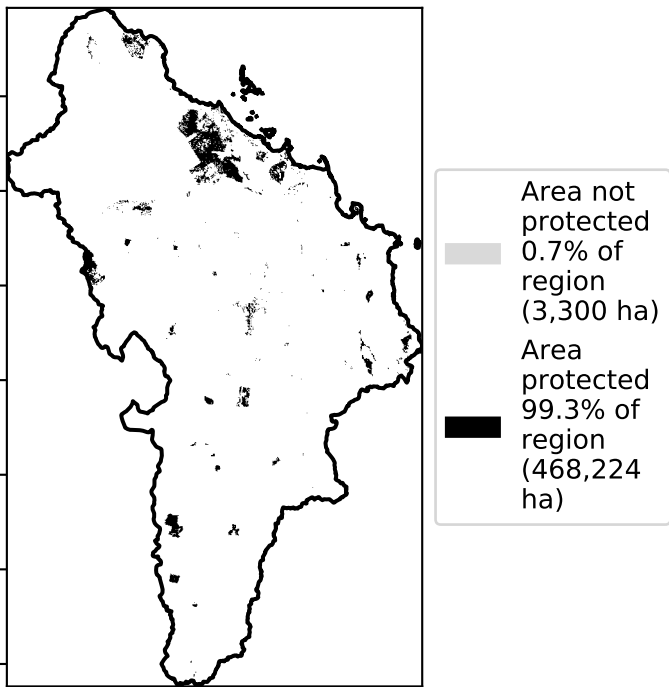 Area not
protected
0.7% of
region
(3,300 ha)
Area
protected
99.3% of
region
(468,224
ha)